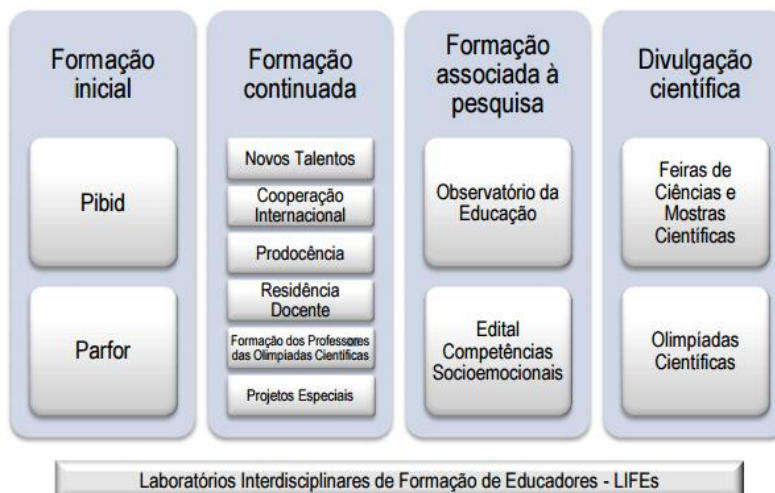 Formação
inicial
Pibid
Parfor
Formação
continuada
Novos Talentos
Cooperação
Internacional
Prodocência
Residência
Docente
Formação dos Professores
das Olimpíadas Científicas
Projetos Especiais
Formação
associada à
pesquisa
Observatório da
Educação
Edital
Competências
Socioemocionais
Divulgação
científica
Feiras de
Ciências e
Mostras
Científicas
Olimpíadas
Científicas
Laboratórios Interdisciplinares de Formação de Educadores - LIFEs